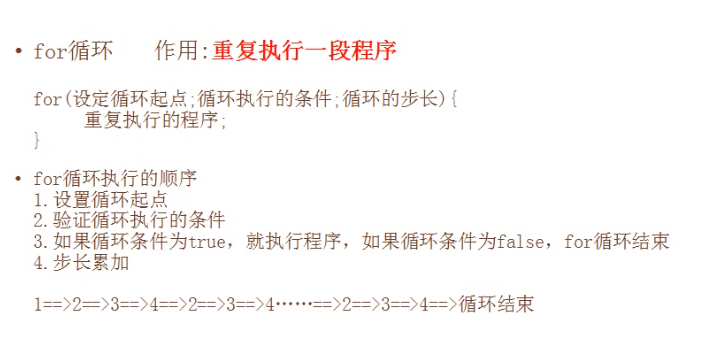 • for循环 作用:重复执行一段程序
for(设定循环起点;循环执行的条件;循环的步长){
重复执行的程序;
}
• for循环执行的顺序
1.设置循环起点
2.验证循环执行的条件
3.如果循环条件为true，就执行程序，如果循环条件为false，for循环结束
4.步长累加
1==>2==>3==>4==>2==>3==>4……==>2==>3==>4==>循环结束